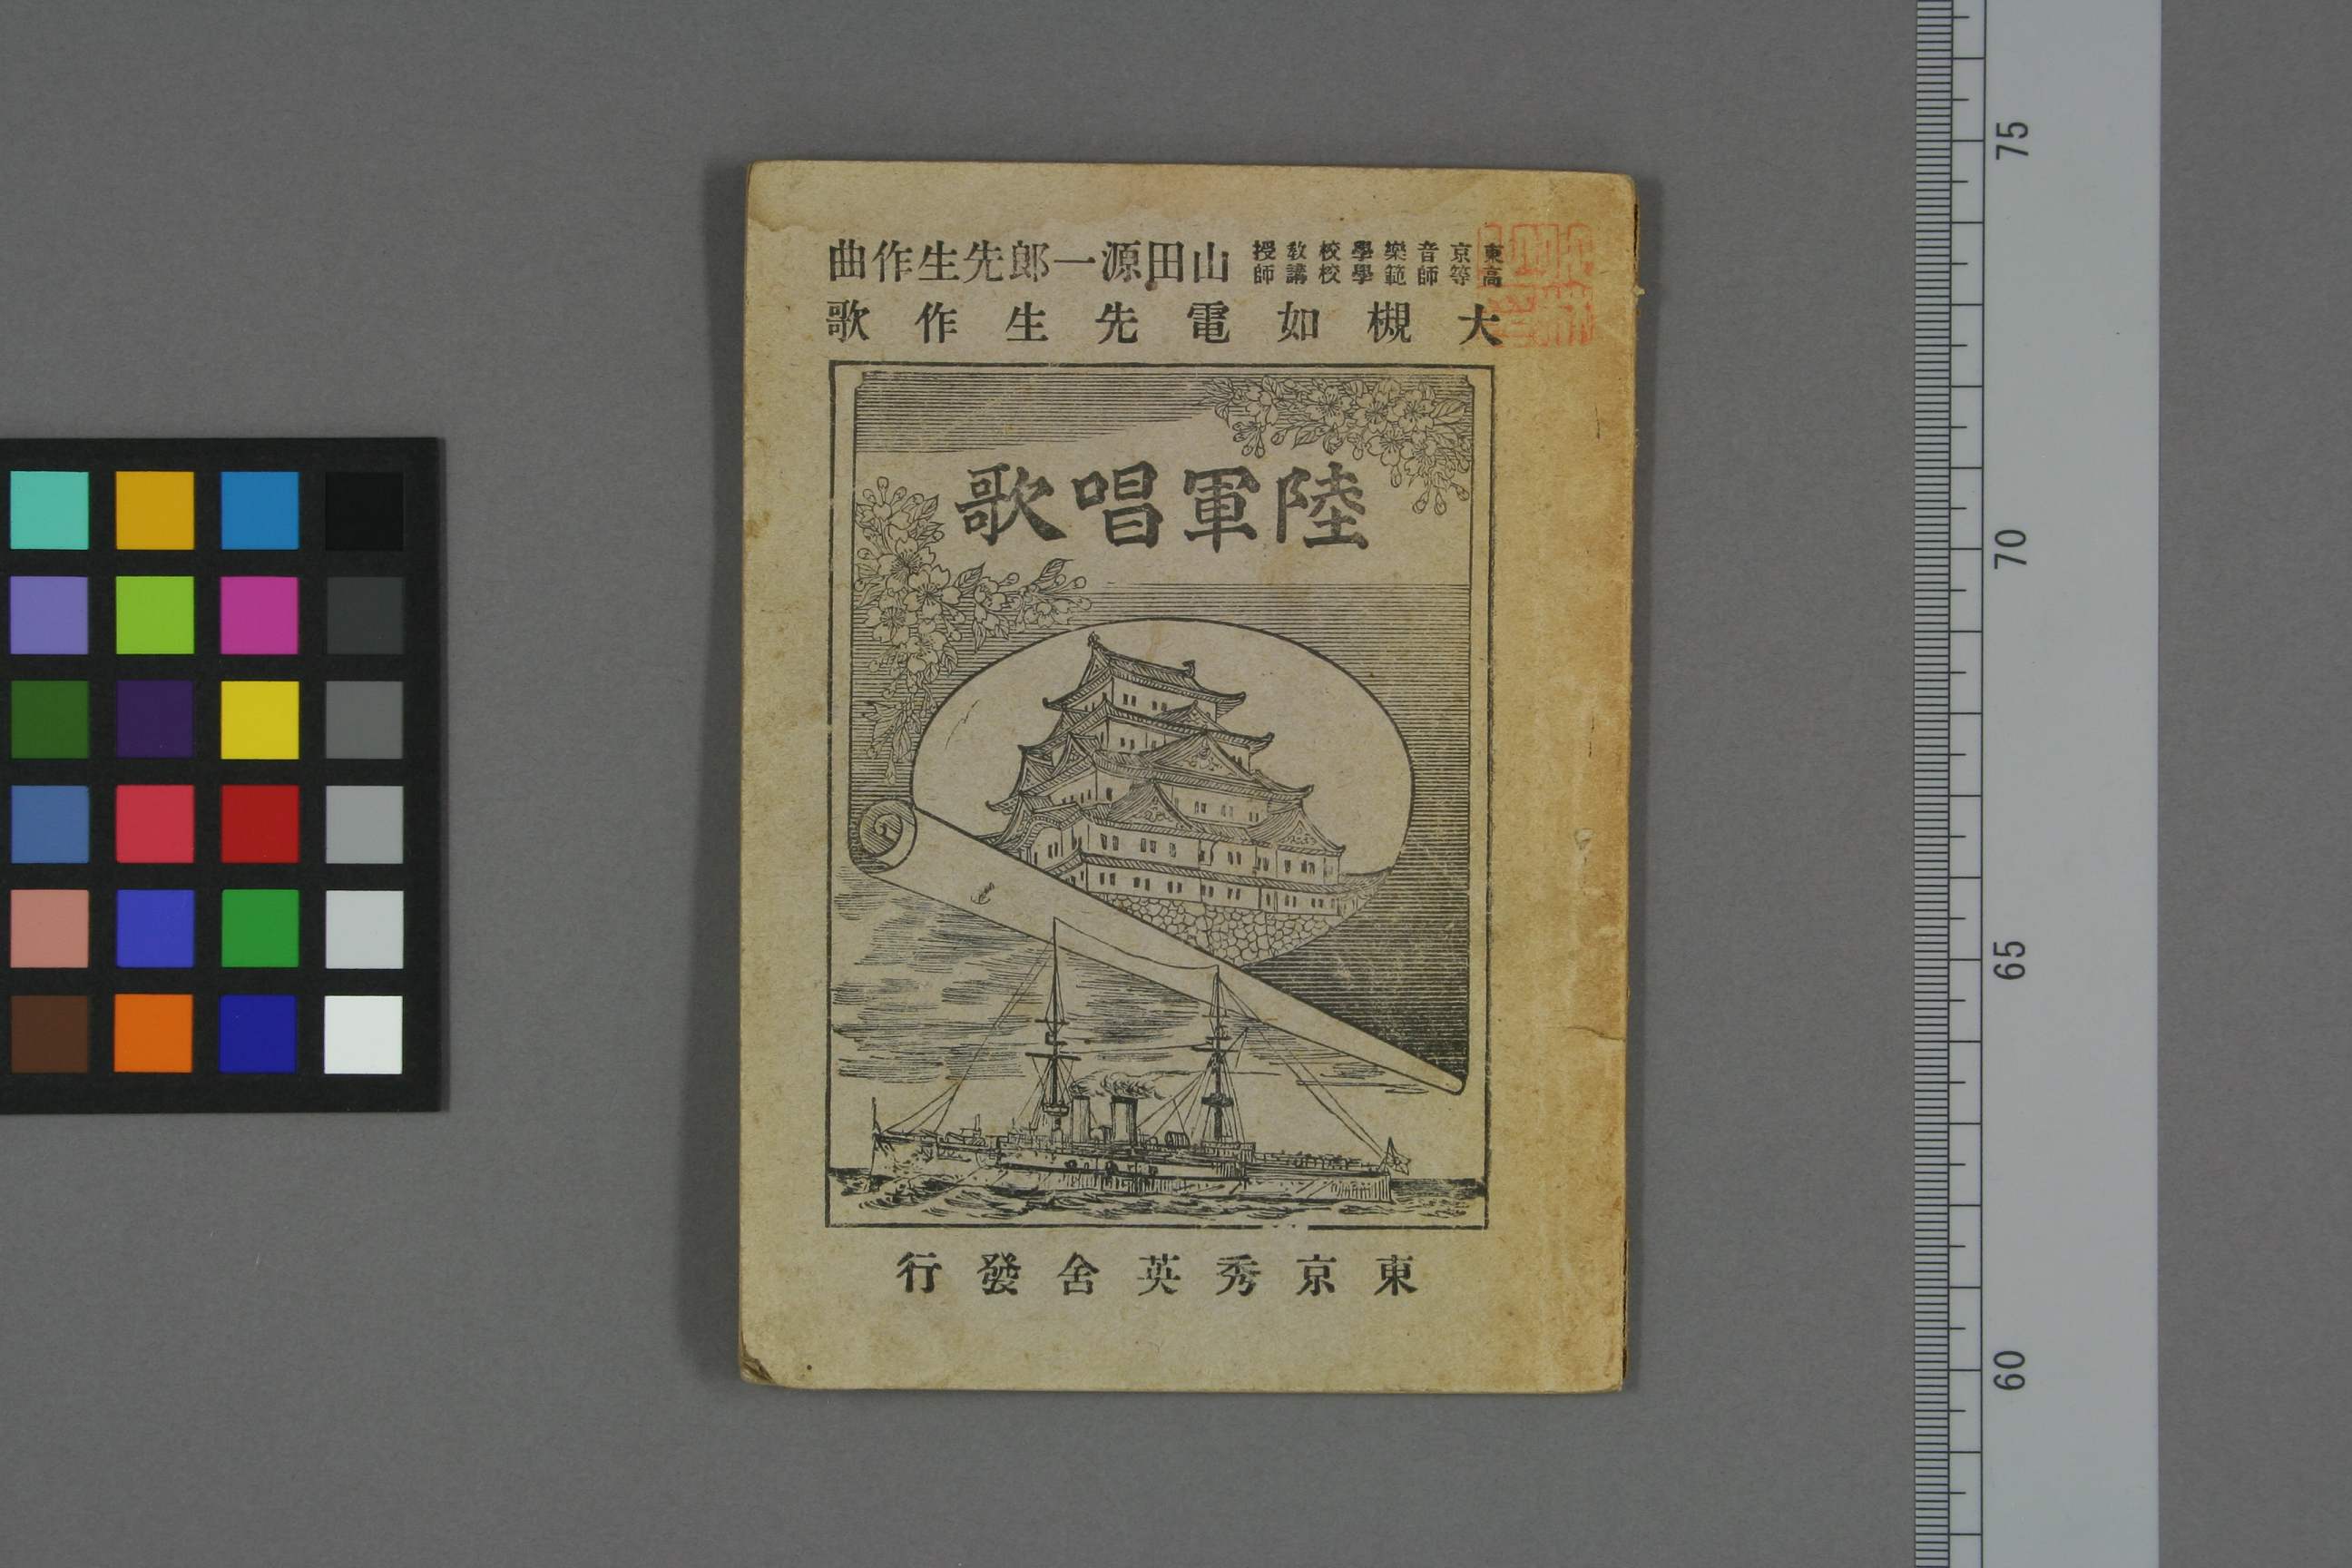 東京音樂學校教授
高等師範學校講師
山田源一郎先生作曲
大槻如電先生作歌
陸軍唱歌
東京秀英舍發行
75
70
65
60